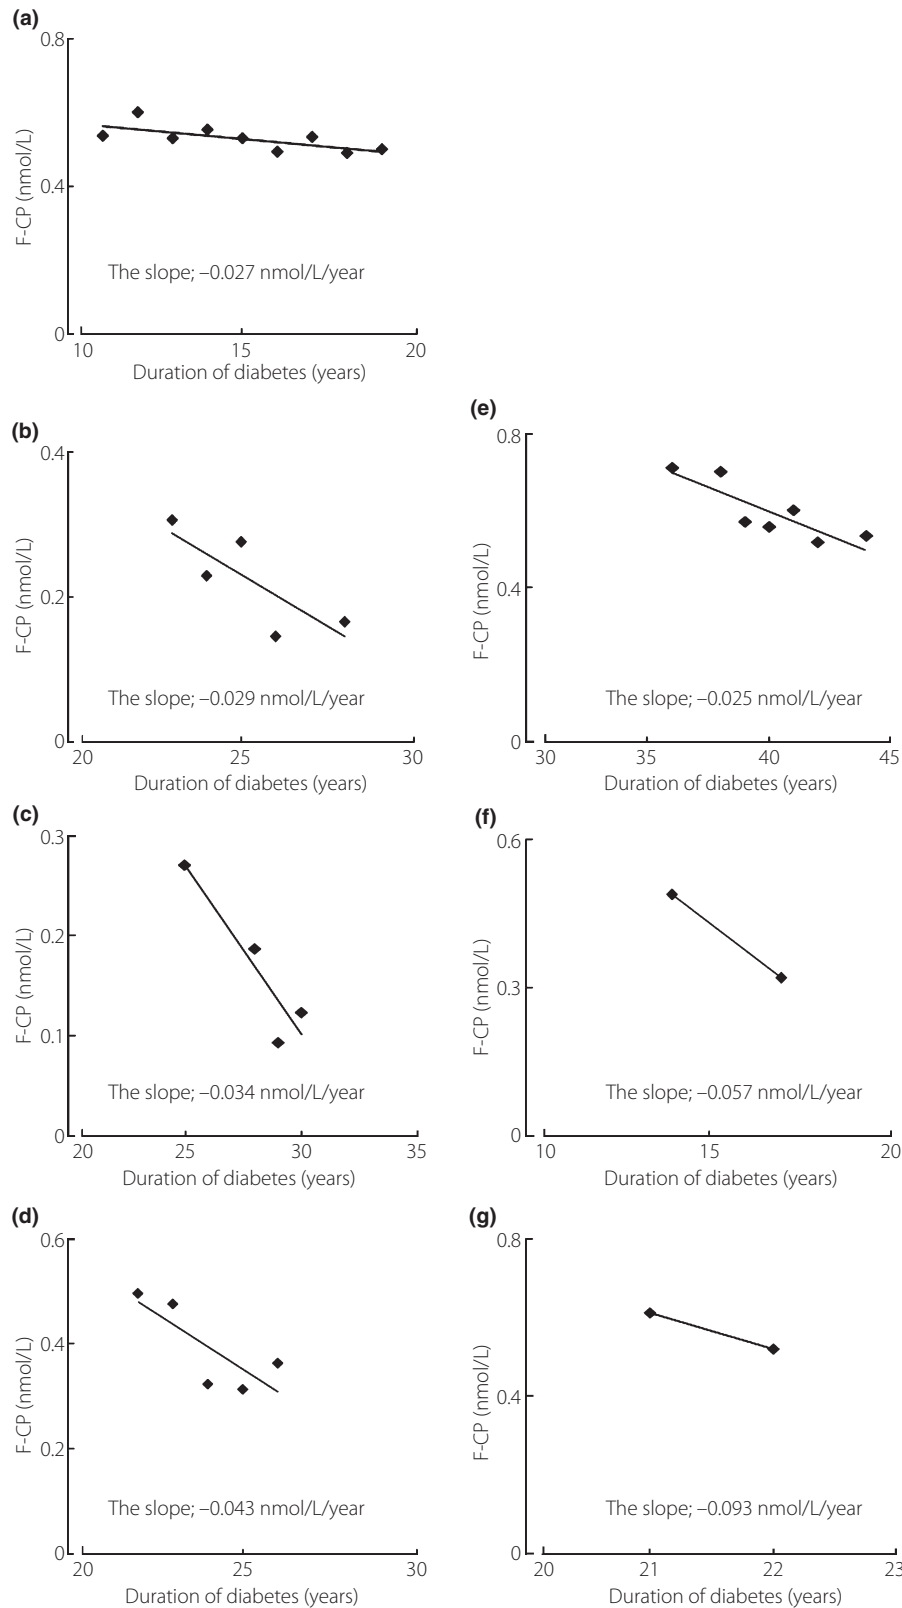 (a)
0.8
0.4
0
F-CP (nmol/L)
The slope; –0.027 nmol/L/year
10 15 20
Duration of diabetes (years)
(b)
0.4
0.2
0
F-CP (nmol/L)
The slope; –0.029 nmol/L/year
20 25 30
Duration of diabetes (years)
(e)
0.8
0.4
0
F-CP (nmol/L)
The slope; –0.025 nmol/L/year
30 35 40 45
Duration of diabetes (years)
(c)
0.3
0.2
0.1
0
F-CP (nmol/L)
The slope; –0.034 nmol/L/year
20 25 30 35
Duration of diabetes (years)
(f)
0.6
0.3
0
F-CP (nmol/L)
The slope; –0.057 nmol/L/year
10 15 20
Duration of diabetes (years)
(d)
0.6
0.4
0.2
0
F-CP (nmol/L)
The slope; –0.043 nmol/L/year
20 25 30
Duration of diabetes (years)
(g)
0.8
0.4
0
F-CP (nmol/L)
The slope; –0.093 nmol/L/year
20 21 22 23
Duration of diabetes (years)